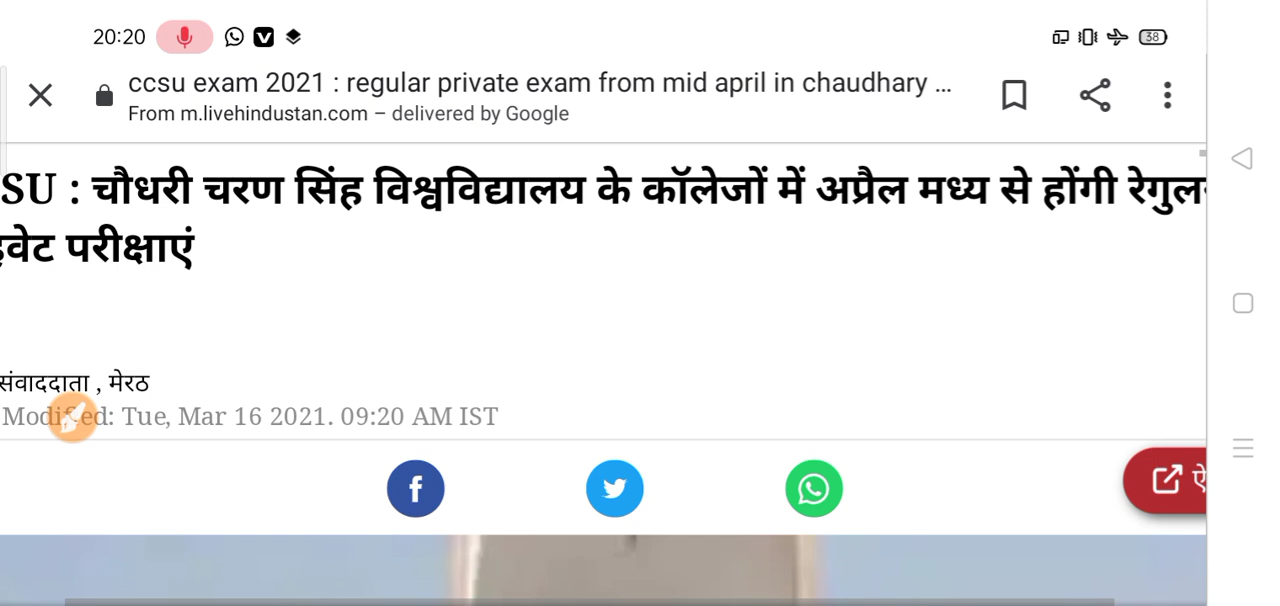 20:20
38
ccsu exam 2021 : regular private exam from mid april in chaudhary ...
From m.livehindustan.com – delivered by Google
SU : चौधरी चरण सिंह विश्वविद्यालय के कॉलेजों में अप्रैल मध्य से होंगी रेगुल
इवेट परीक्षाएं
संवाददाता , मेरठ
Modified: Tue, Mar 16 2021. 09:20 AM IST
ऐ